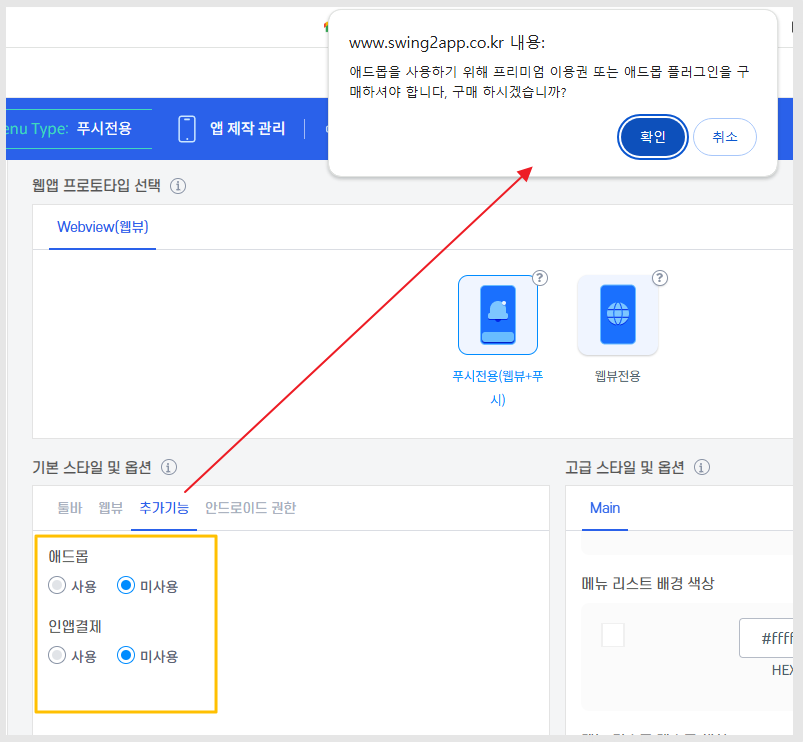 www.swing2app.co.kr 내용:
애드몹을 사용하기 위해 프리미엄 이용권 또는 애드몹 플러그인을 구
매하셔야 합니다, 구매 하시겠습니까?
확인 취소
enu Type: 푸시전용 앱 제작 관리
웹앱 프로토타입 선택
Webview(웹뷰)
푸시전용(웹뷰+푸
시)
웹뷰전용
기본 스타일 및 옵션
툴바 웹뷰 추가기능 안드로이드 권한
애드몹
사용 미사용
인앱결제
사용 미사용
고급 스타일 및 옵션
Main
메뉴 리스트 배경 색상
#ffff
HEX